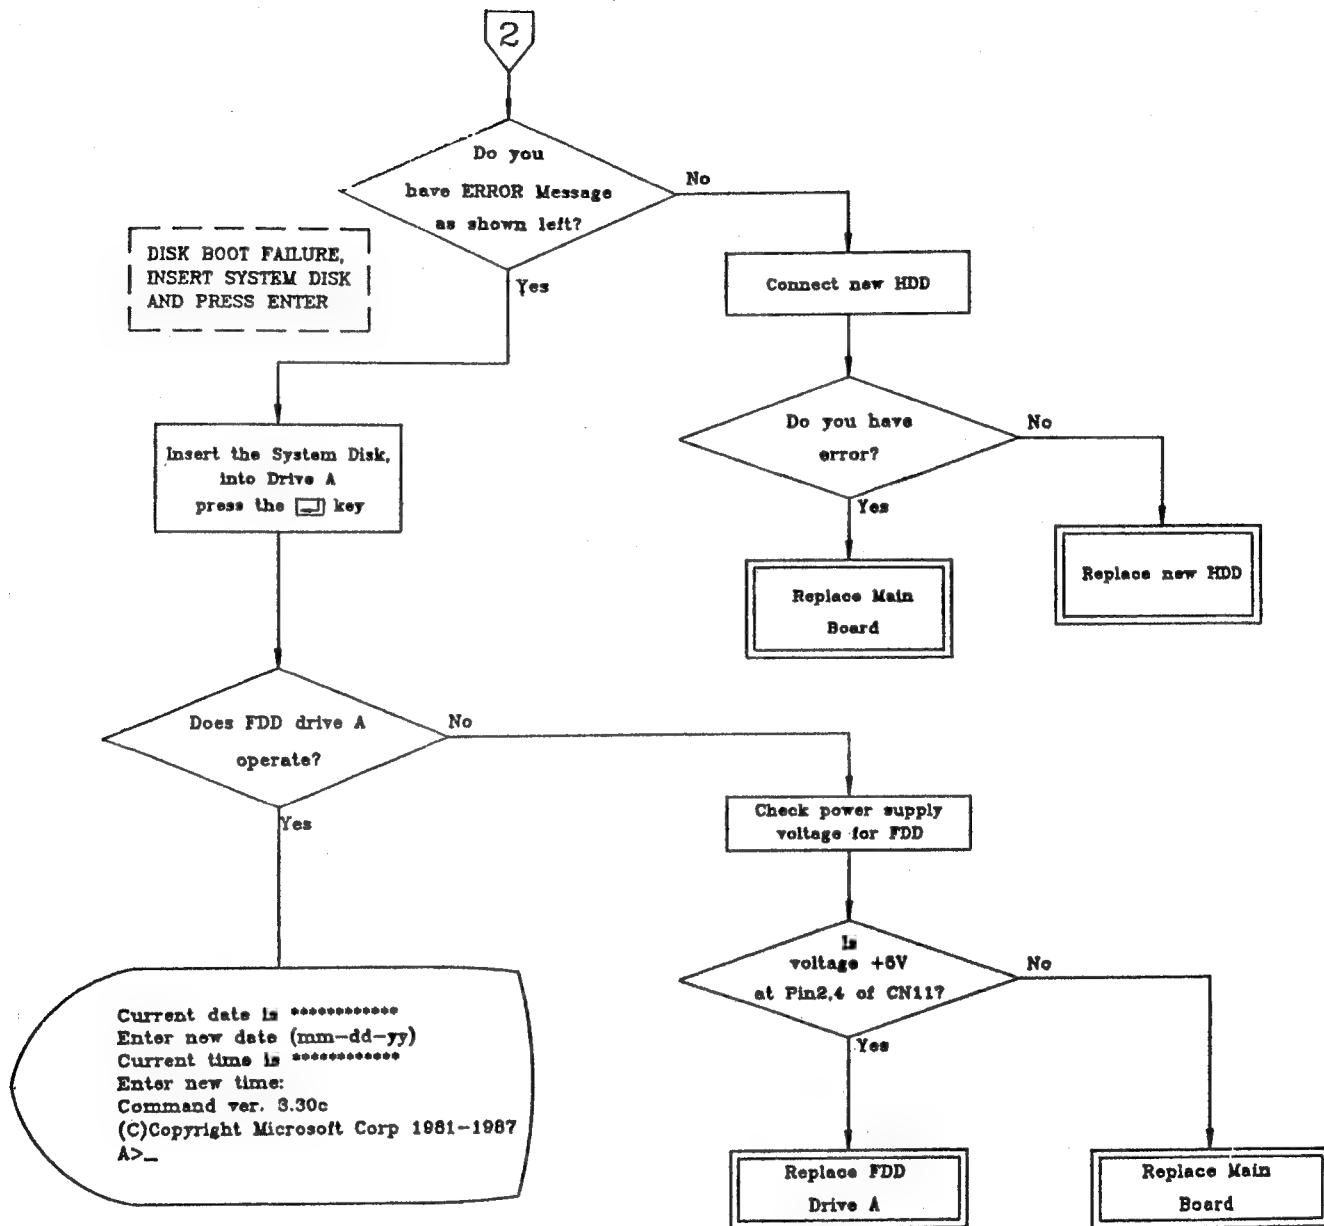 2
Do you
have ERROR Message
as shown left?
No
Yes
DISK BOOT FAILURE,
INSERT SYSTEM DISK
AND PRESS ENTER
Connect new HDD
Do you have
error?
No
Yes
Insert the System Disk,
into Drive A
press the key
Replace Main
Board
Replace new HDD
Does FDD drive A
operate?
No
Yes
Check power supply
voltage for FDD
Is
voltage +5V
at Pin2,4 of CN11?
No
Yes
Current date is ************
Enter new date (mm-dd-yy)
Current time is ************
Enter new time:
Command ver. 3.30c
(C)Copyright Microsoft Corp 1981-1987
A>_
Replace FDD
Drive A
Replace Main
Board